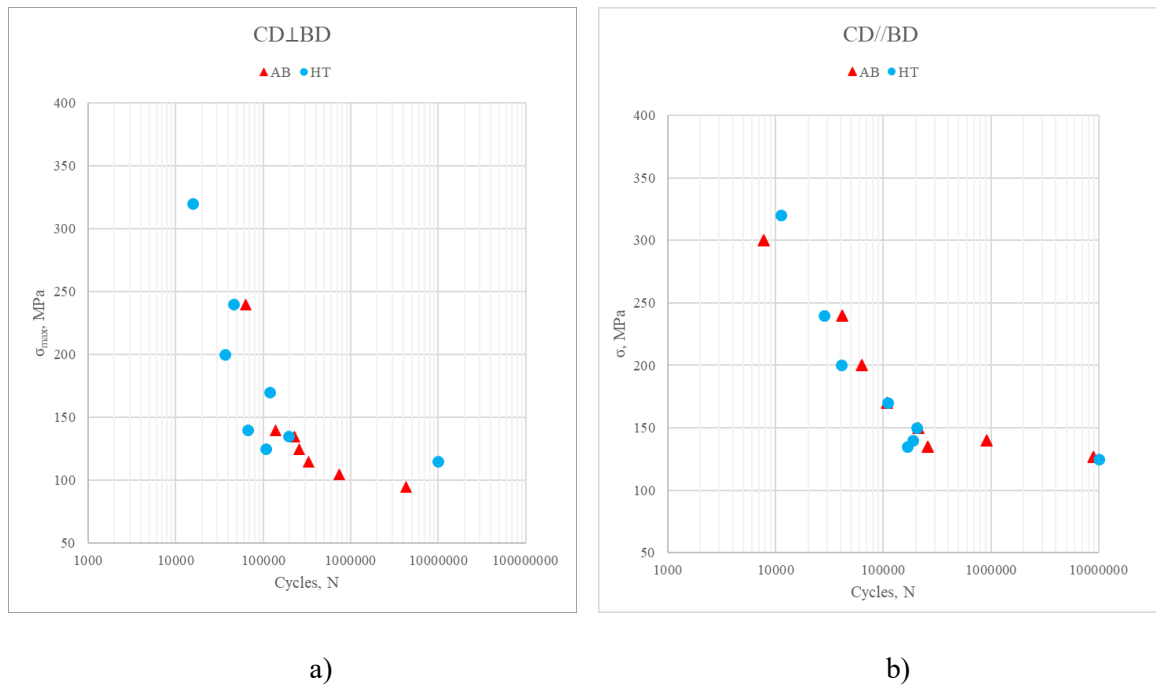 CD⊥BD
AB HT
400
350
300
250
200
150
100
50
σmax, MPa
1000 10000 100000 1000000 10000000 100000000
Cycles, N
a)
CD//BD
AB HT
400
350
300
250
200
150
100
50
σ, MPa
1000 10000 100000 1000000 10000000
Cycles, N
b)